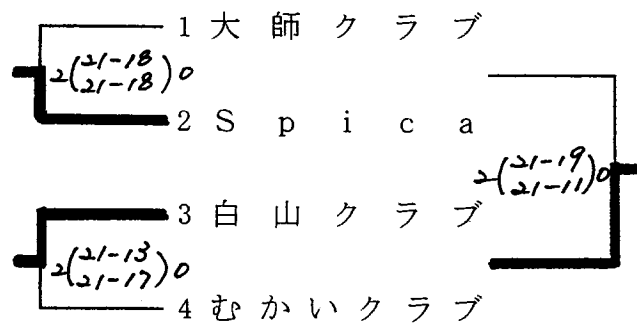 1 大師クラブ
2(21-18 21-18)0
2 Spica
2(21-19 21-11)0
3 白山クラブ
2(21-13 21-17)0
4 むかいクラブ